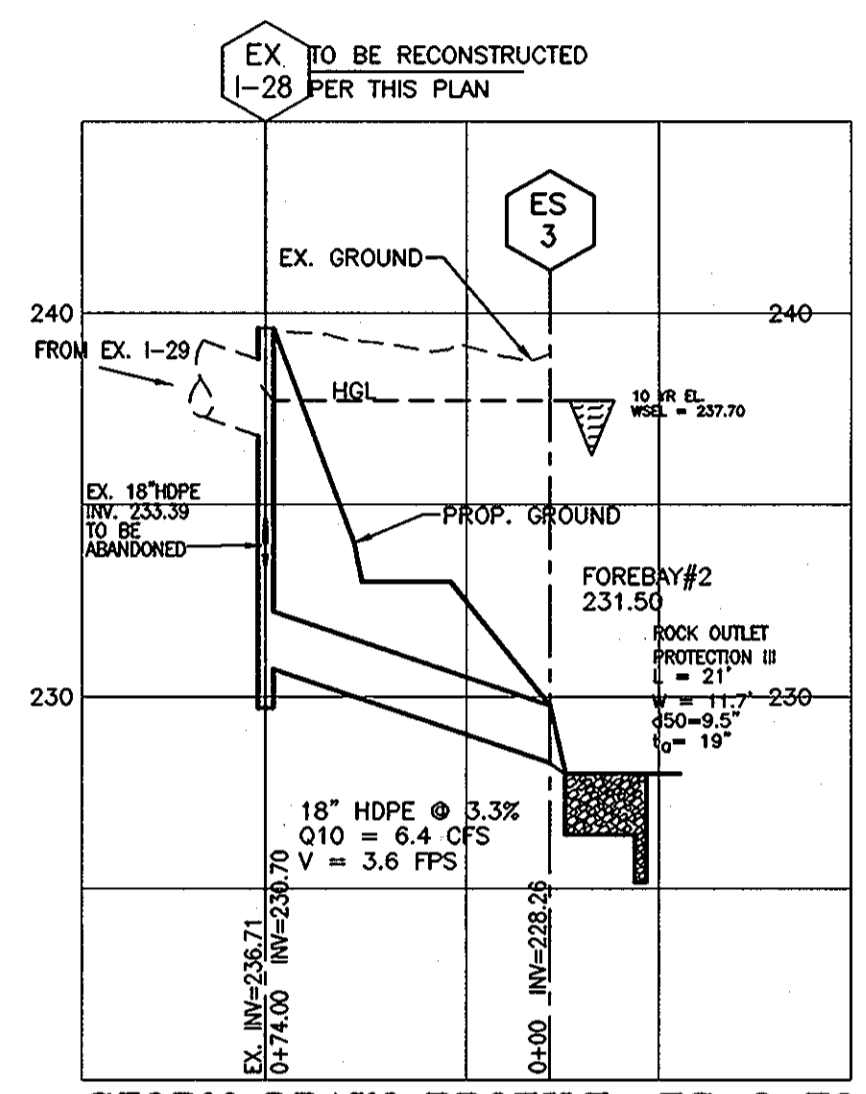 EX. TO BE RECONSTRUCTED
I-28 PER THIS PLAN
ES
3
EX. GROUND
240
240
FROM EX. I-29
HGL
10 YR EL.
WSEL = 237.70
EX. 18"HDPE
INV. 233.39
TO BE
ABANDONED
PROP. GROUND
FOREBAY#2
231.50
ROCK OUTLET
PROTECTION III
L = 21'
W = 11.7'
d50=9.5"
ta= 19"
230
230
18" HDPE @ 3.3%
Q10 = 6.4 CFS
V = 3.6 FPS
EX. INV=236.71
0+74.00 INV=230.70
0+00 INV=228.26